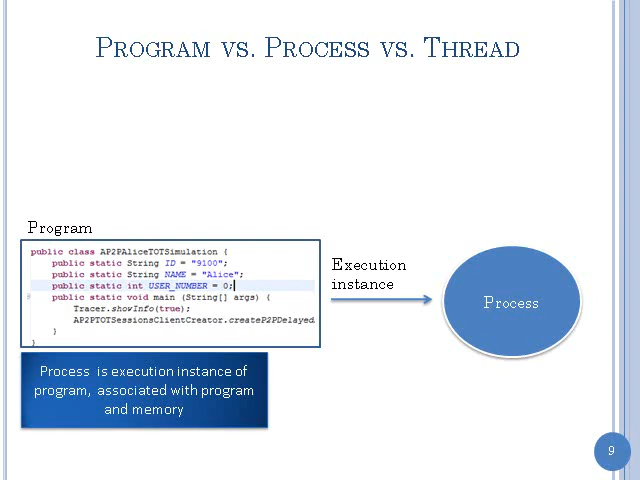 PROGRAM VS. PROCESS VS. THREAD
Program
public class AP2PAliceTOTSimulation {
public static String ID = "9100";
public static String NAME = "Alice";
public static int USER_NUMBER = 0;
public static void main (String[] args) {
Tracer.showInfo(true);
AP2PTOTSessionsClientCreator.createP2PDelayed
}
}
Execution
instance
Process
Process is execution instance of
program, associated with program
and memory
9